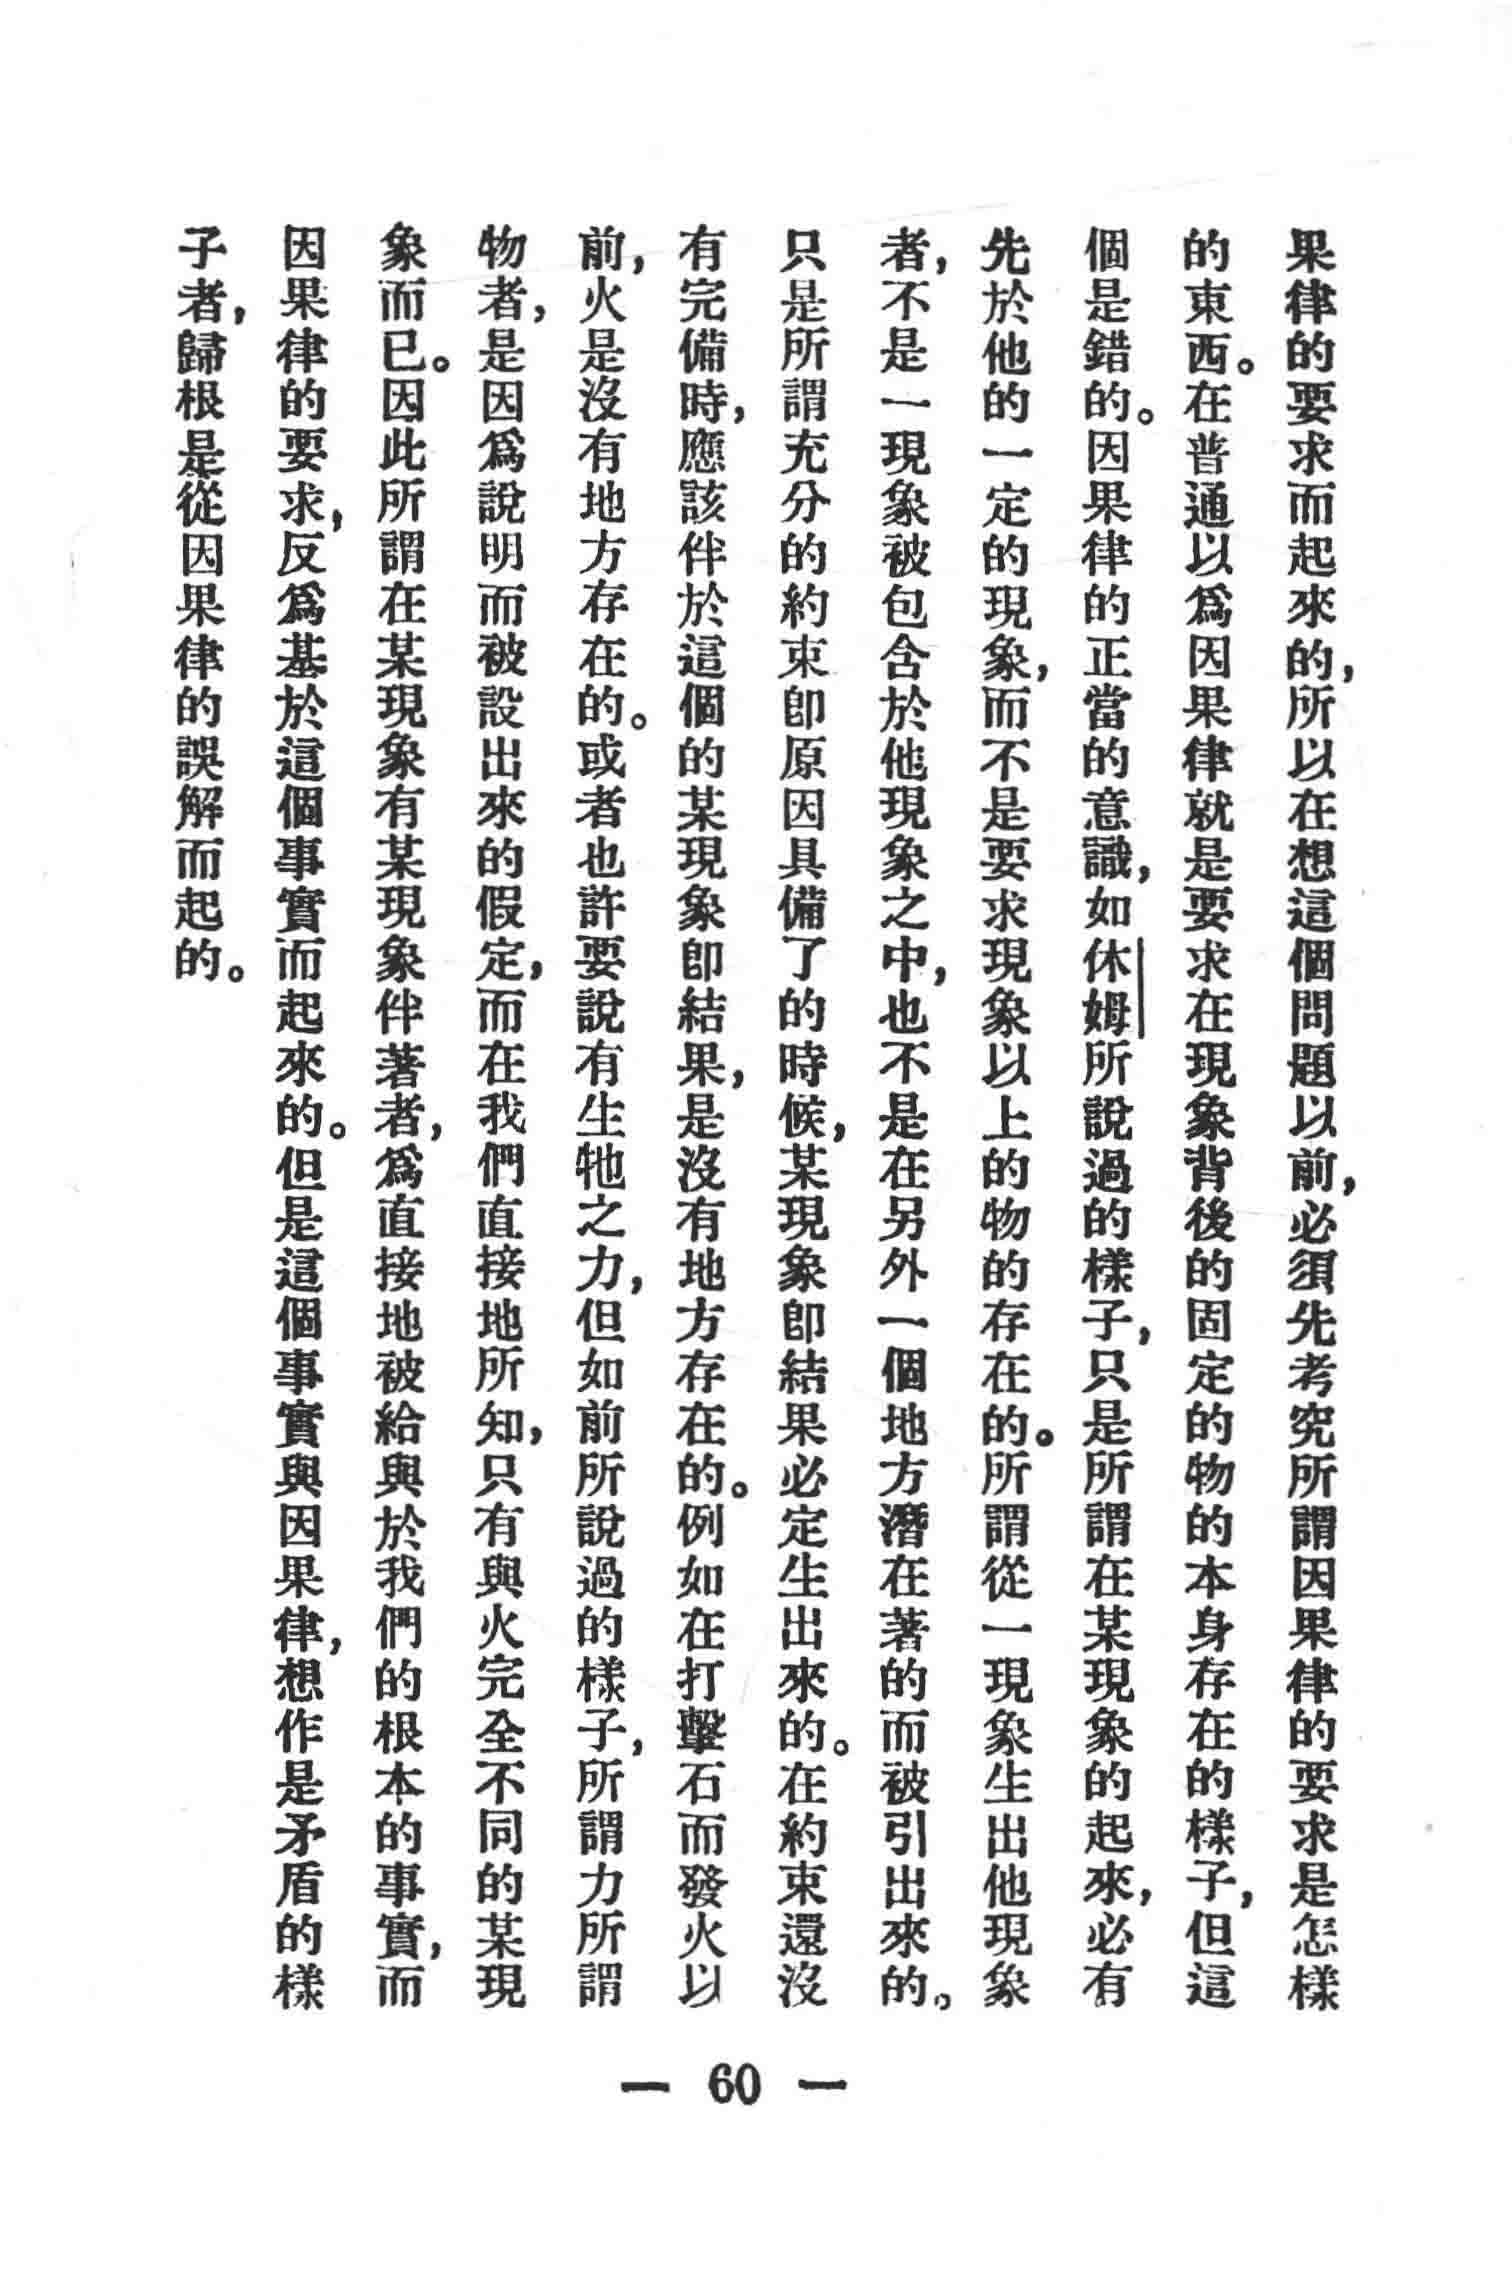 果律的要求而起來的，所以在想這個問題以前，必須先考究所謂因果律的要求是怎樣
的東西。在普通以爲因果律就是要求在現象背後的固定的物的本身存在的樣子，但這
個是錯的。因果律的正當的意識，如休姆所說過的樣子，只是所謂在某現象的起來，必有
先於他的一定的現象，而不是要求現象以上的物的存在的。所謂從一現象生出他現象
者，不是一現象被包含於他現象之中，也不是在另外一個地方潛在著的而被引出來的。
只是所謂充分的約束卽原因具備了的時候，某現象卽結果必定生出來的。在約束還沒
有完備時，應該伴於這個的某現象卽結果，是沒有地方存在的。例如在打擊石而發火以
前，火是沒有地方存在的。或者也許要說有生牠之力，但如前所說過的樣子，所謂力所謂
物者，是因爲說明而被設出來的假定，而在我們直接地所知，只有與火完全不同的某現
象而已。因此所謂在某現象有某現象伴著者，爲直接地被給與於我們的根本的事實，而
因果律的要求，反爲基於這個事實而起來的。但是這個事實與因果律，想作是矛盾的樣
子者，歸根是從因果律的誤解而起的。
— 60 —